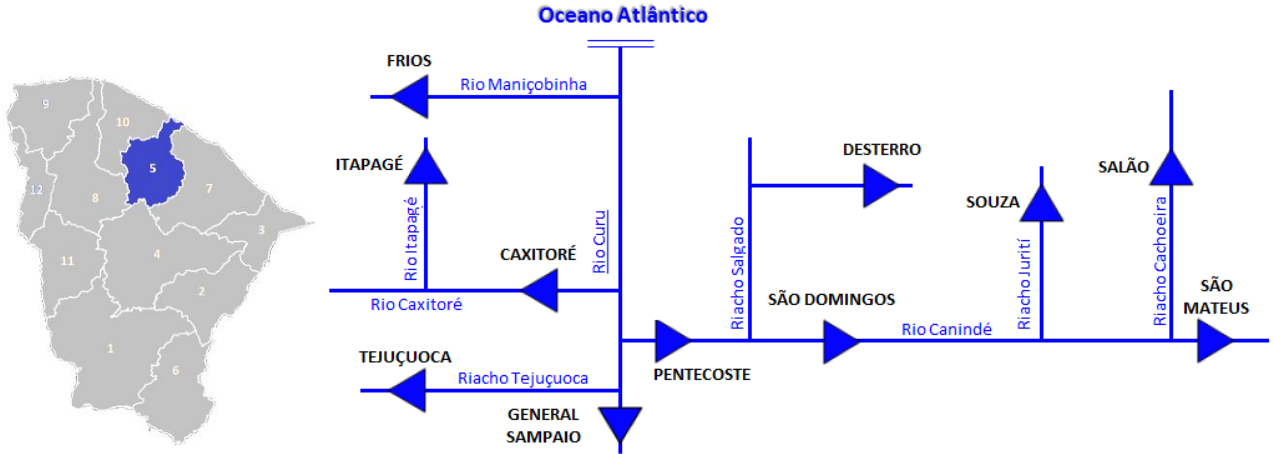 Oceano Atlântico
FRIOS
Rio Maniçobinha
9
10
5
12
8
7
3
11
4
2
1
6
ITAPAGÉ
Rio Itapagé
CAXITORÉ
Rio Curu
Rio Caxitoré
TEJUÇUOCA
Riacho Tejuçuoca
GENERAL
SAMPAIO
PENTECOSTE
Riacho Salgado
DESTERRO
SÃO DOMINGOS
Rio Canindé
SOUZA
Riacho Jurití
SALÃO
Riacho Cachoeira
SÃO
MATEUS